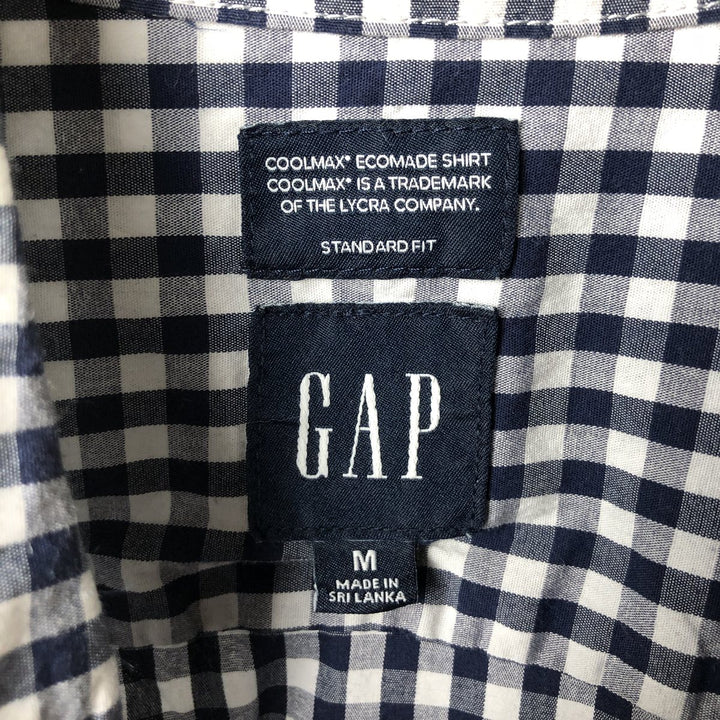 COOLMAX® ECOMADE SHIRT
COOLMAX® IS A TRADEMARK
OF THE LYCRA COMPANY.
STANDARD FIT
GAP
M
MADE IN
SRI LANKA